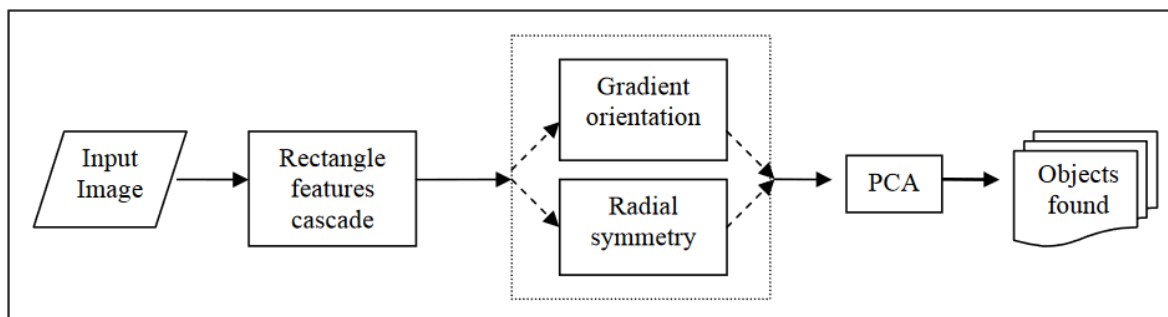 Input
Image
Rectangle
features
cascade
Gradient
orientation
Radial
symmetry
PCA
Objects
found